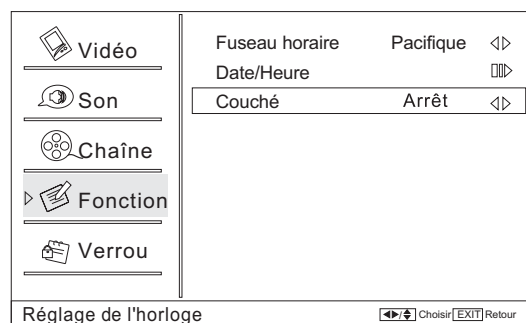 Vidéo
Son
Chaîne
Fonction
Verrou
Fuseau horaire Pacifique
Date/Heure
Couché Arrêt
Réglage de l'horloge
Choisir EXIT Retour